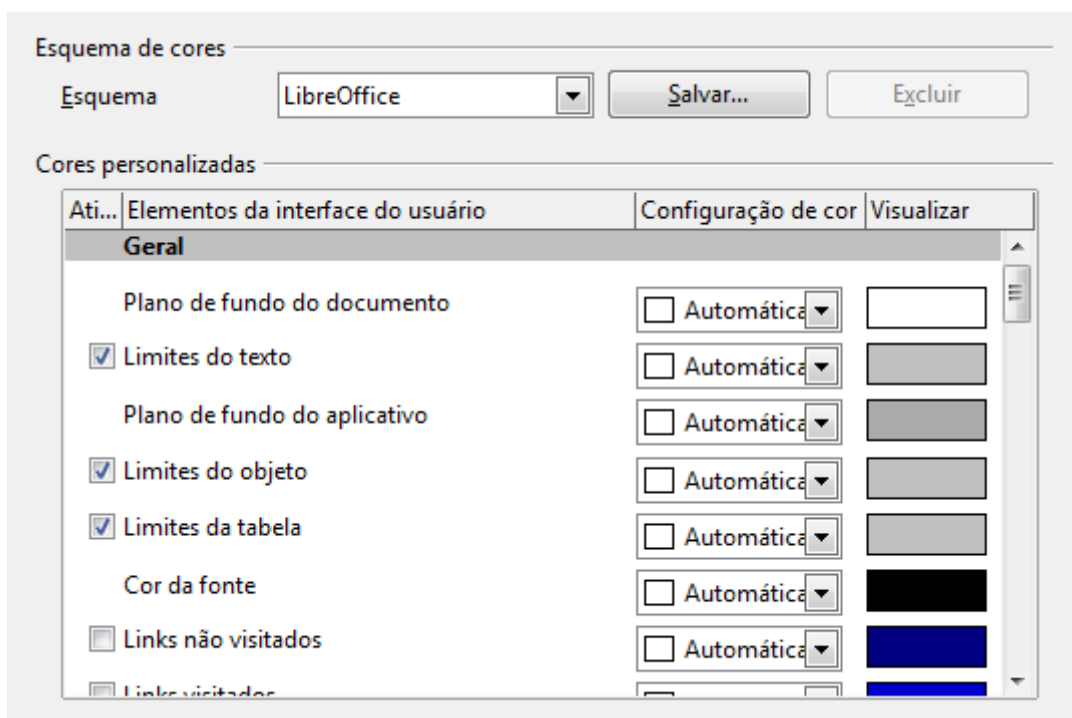 Esquema de cores
Esquema LibreOffice Salvar... Excluir
Cores personalizadas
Ati... Elementos da interface do usuário Configuração de cor Visualizar
Geral
Plano de fundo do documento Automática
Limites do texto Automática
Plano de fundo do aplicativo Automática
Limites do objeto Automática
Limites da tabela Automática
Cor da fonte Automática
Links não visitados Automática
Links visitados